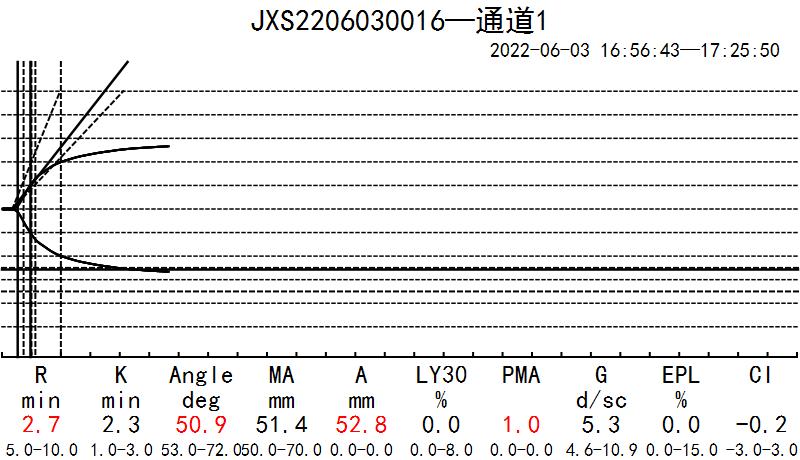 JXS2206030016—通道1
2022-06-03 16:56:43—17:25:50
R K Angle MA A LY30 PMA G EPL CI
min min deg mm mm % d/sc %
2.7 2.3 50.9 51.4 52.8 0.0 1.0 5.3 0.0 -0.2
5.0-10.0 1.0-3.0 53.0-72.0 50.0-70.0 0.0-0.0 0.0-8.0 0.0-0.0 4.6-10.9 0.0-15.0 -3.0-3.0